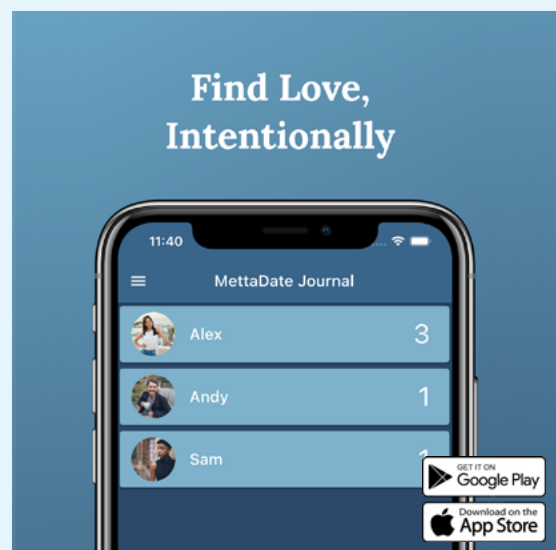 Find Love,
Intentionally
11:40
MettaDate Journal
Alex 3
Andy 1
Sam
GET IT ON
Google Play
Download on the
App Store